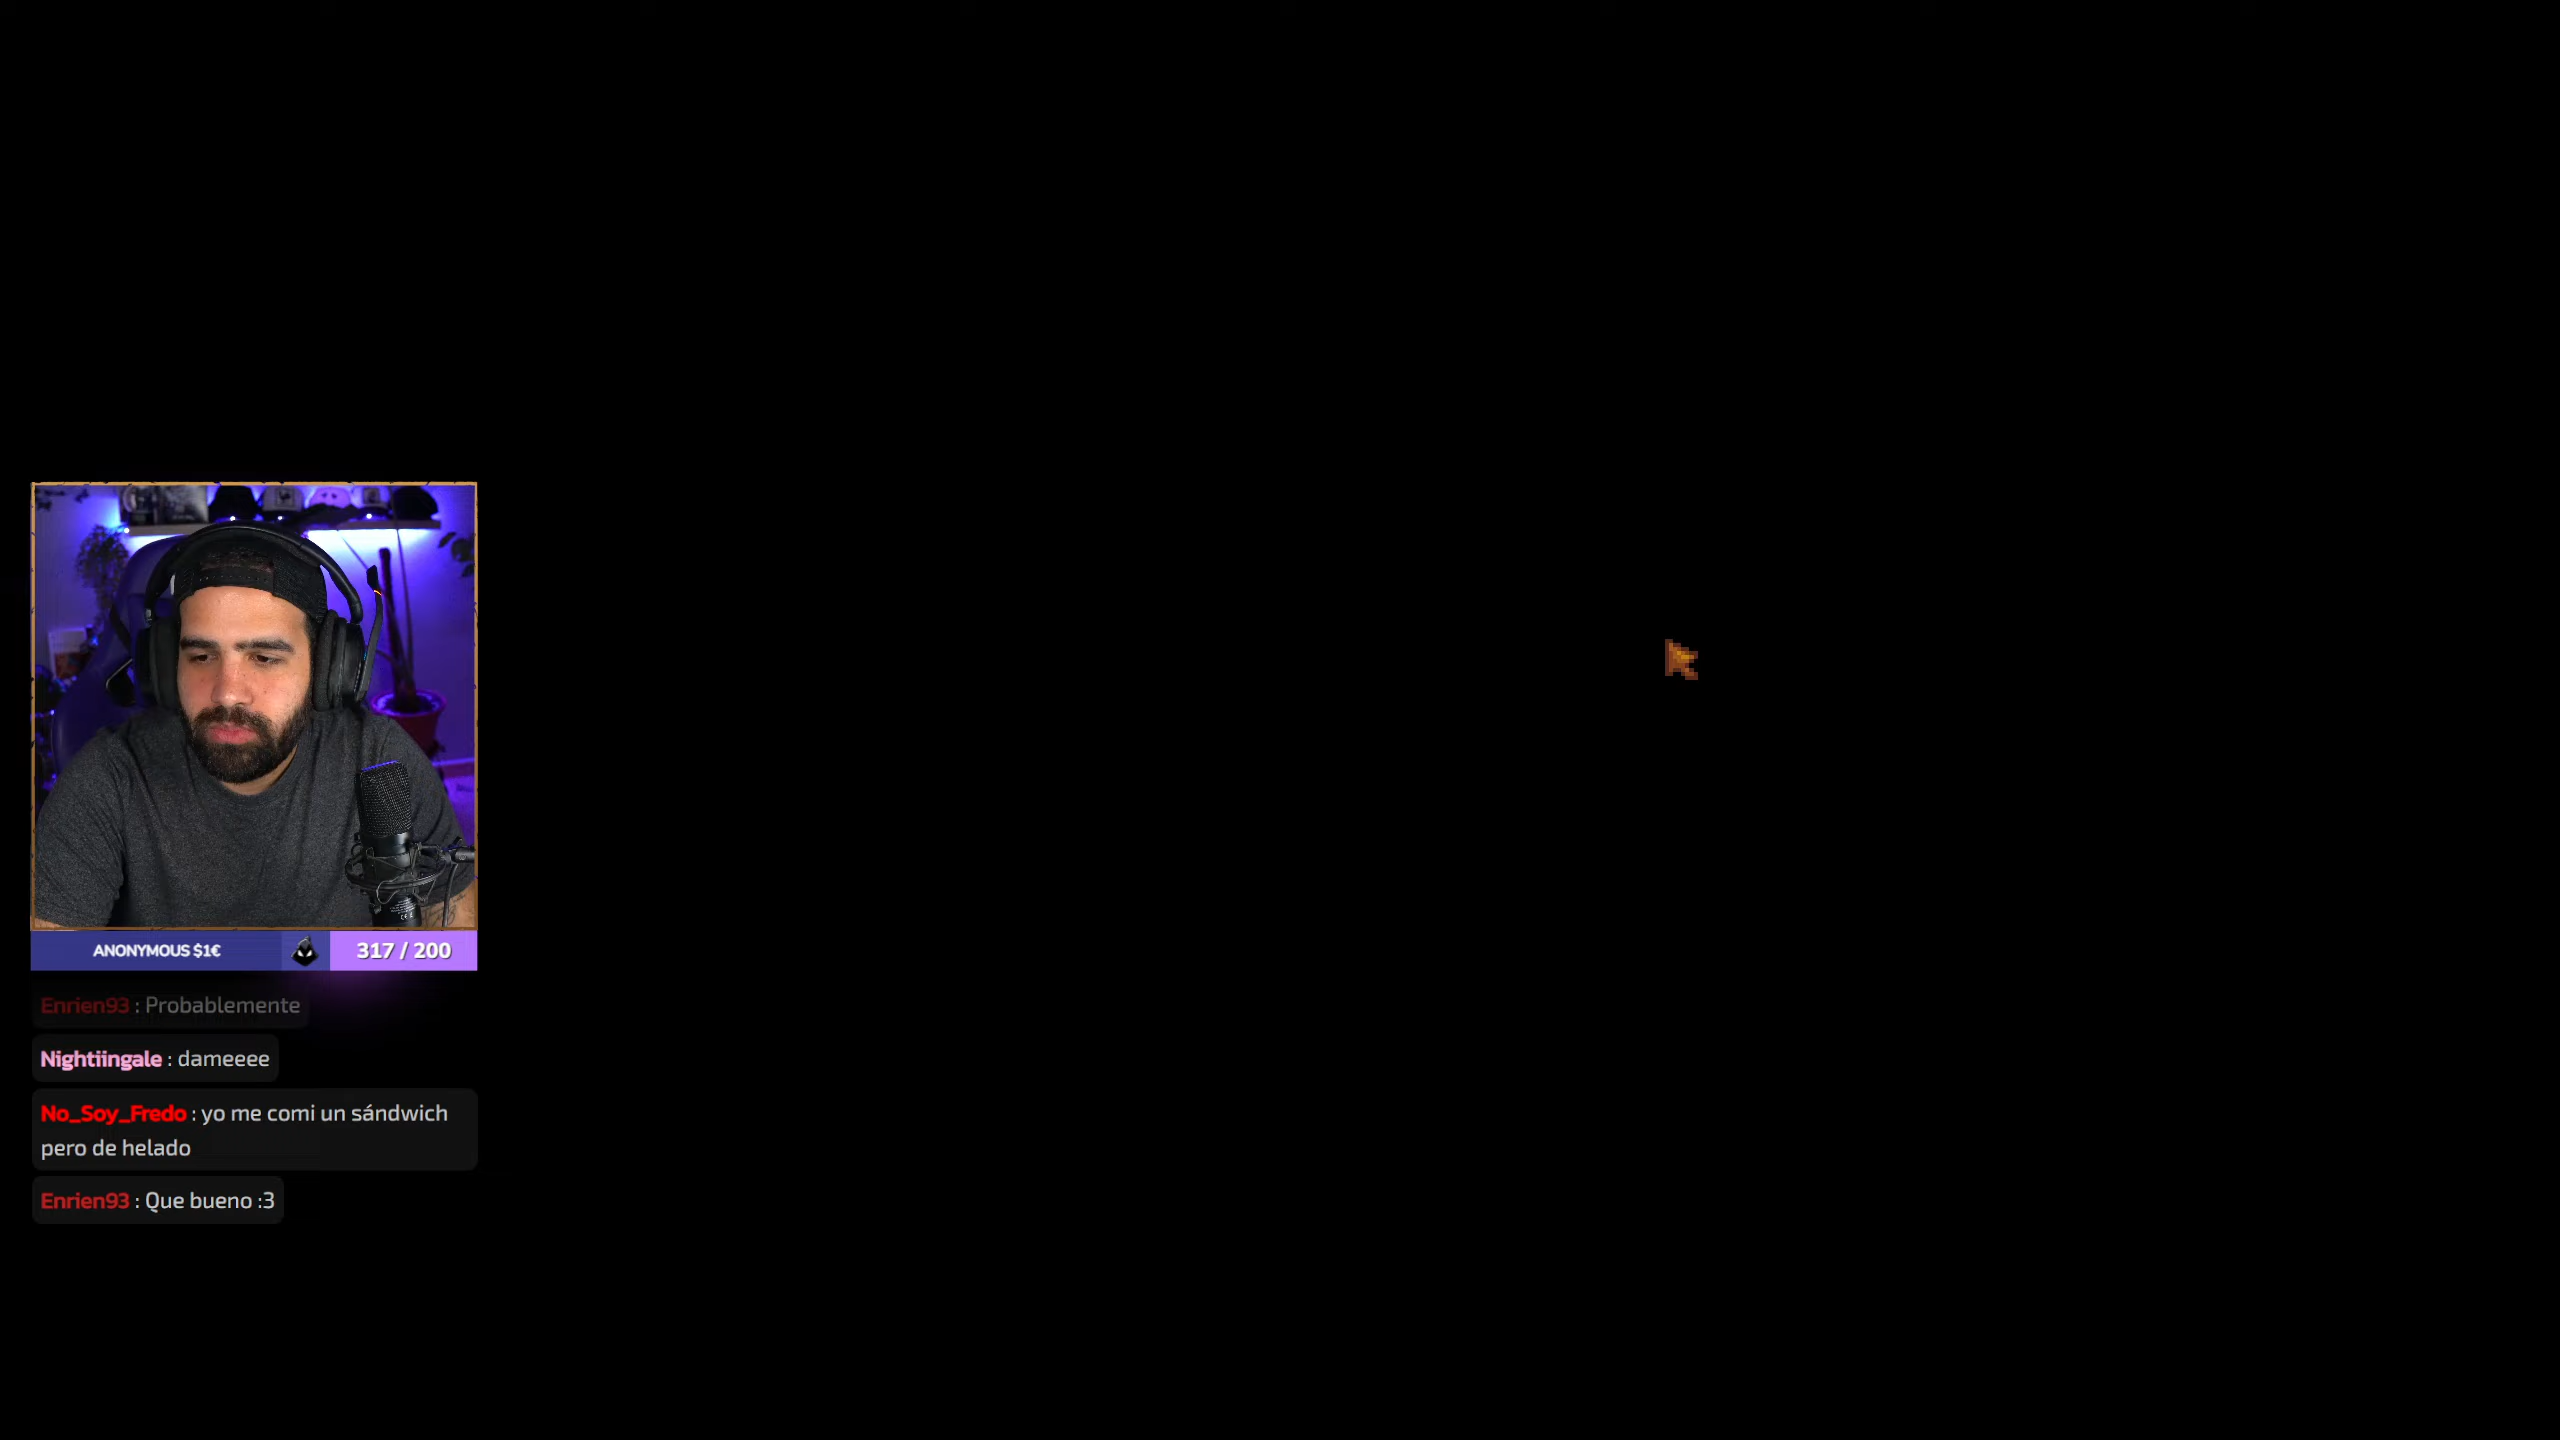 ANONYMOUS $1€
317 / 200
Enrien93 : Probablemente
Nightiingale : dameeee
No_Soy_Fredo : yo me comi un sándwich
pero de helado
Enrien93 : Que bueno :3